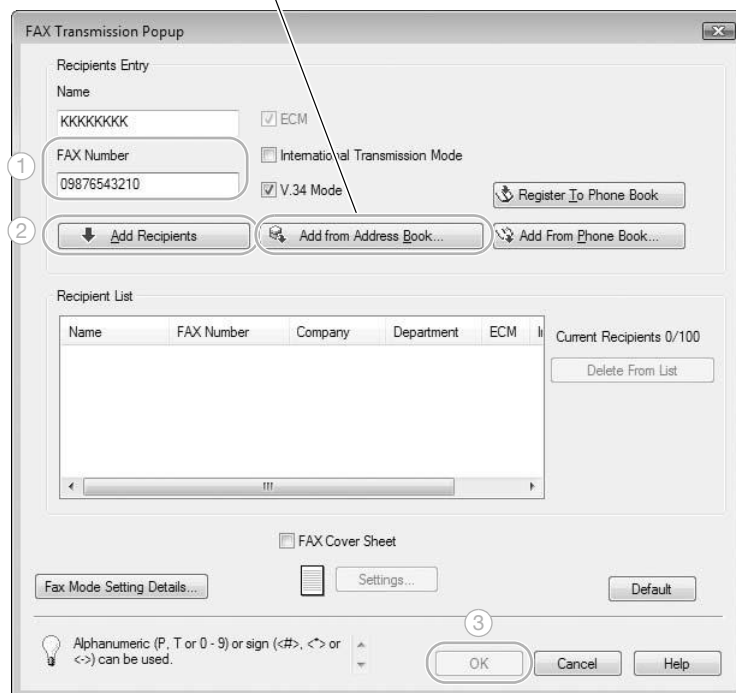 FAX Transmission Popup
Recipients Entry
Name
KKKKKKKK
ECM
1
FAX Number
International Transmission Mode
09876543210
V.34 Mode
Register To Phone Book
2
Add Recipients
Add from Address Book...
Add From Phone Book...
Recipient List
Name FAX Number Company Department ECM
Current Recipients 0/100
Delete From List
FAX Cover Sheet
Fax Mode Setting Details...
Settings...
Default
3
Alphanumeric (P, T or 0 - 9) or sign (<#>, <*> or
<-> ) can be used.
OK
Cancel
Help